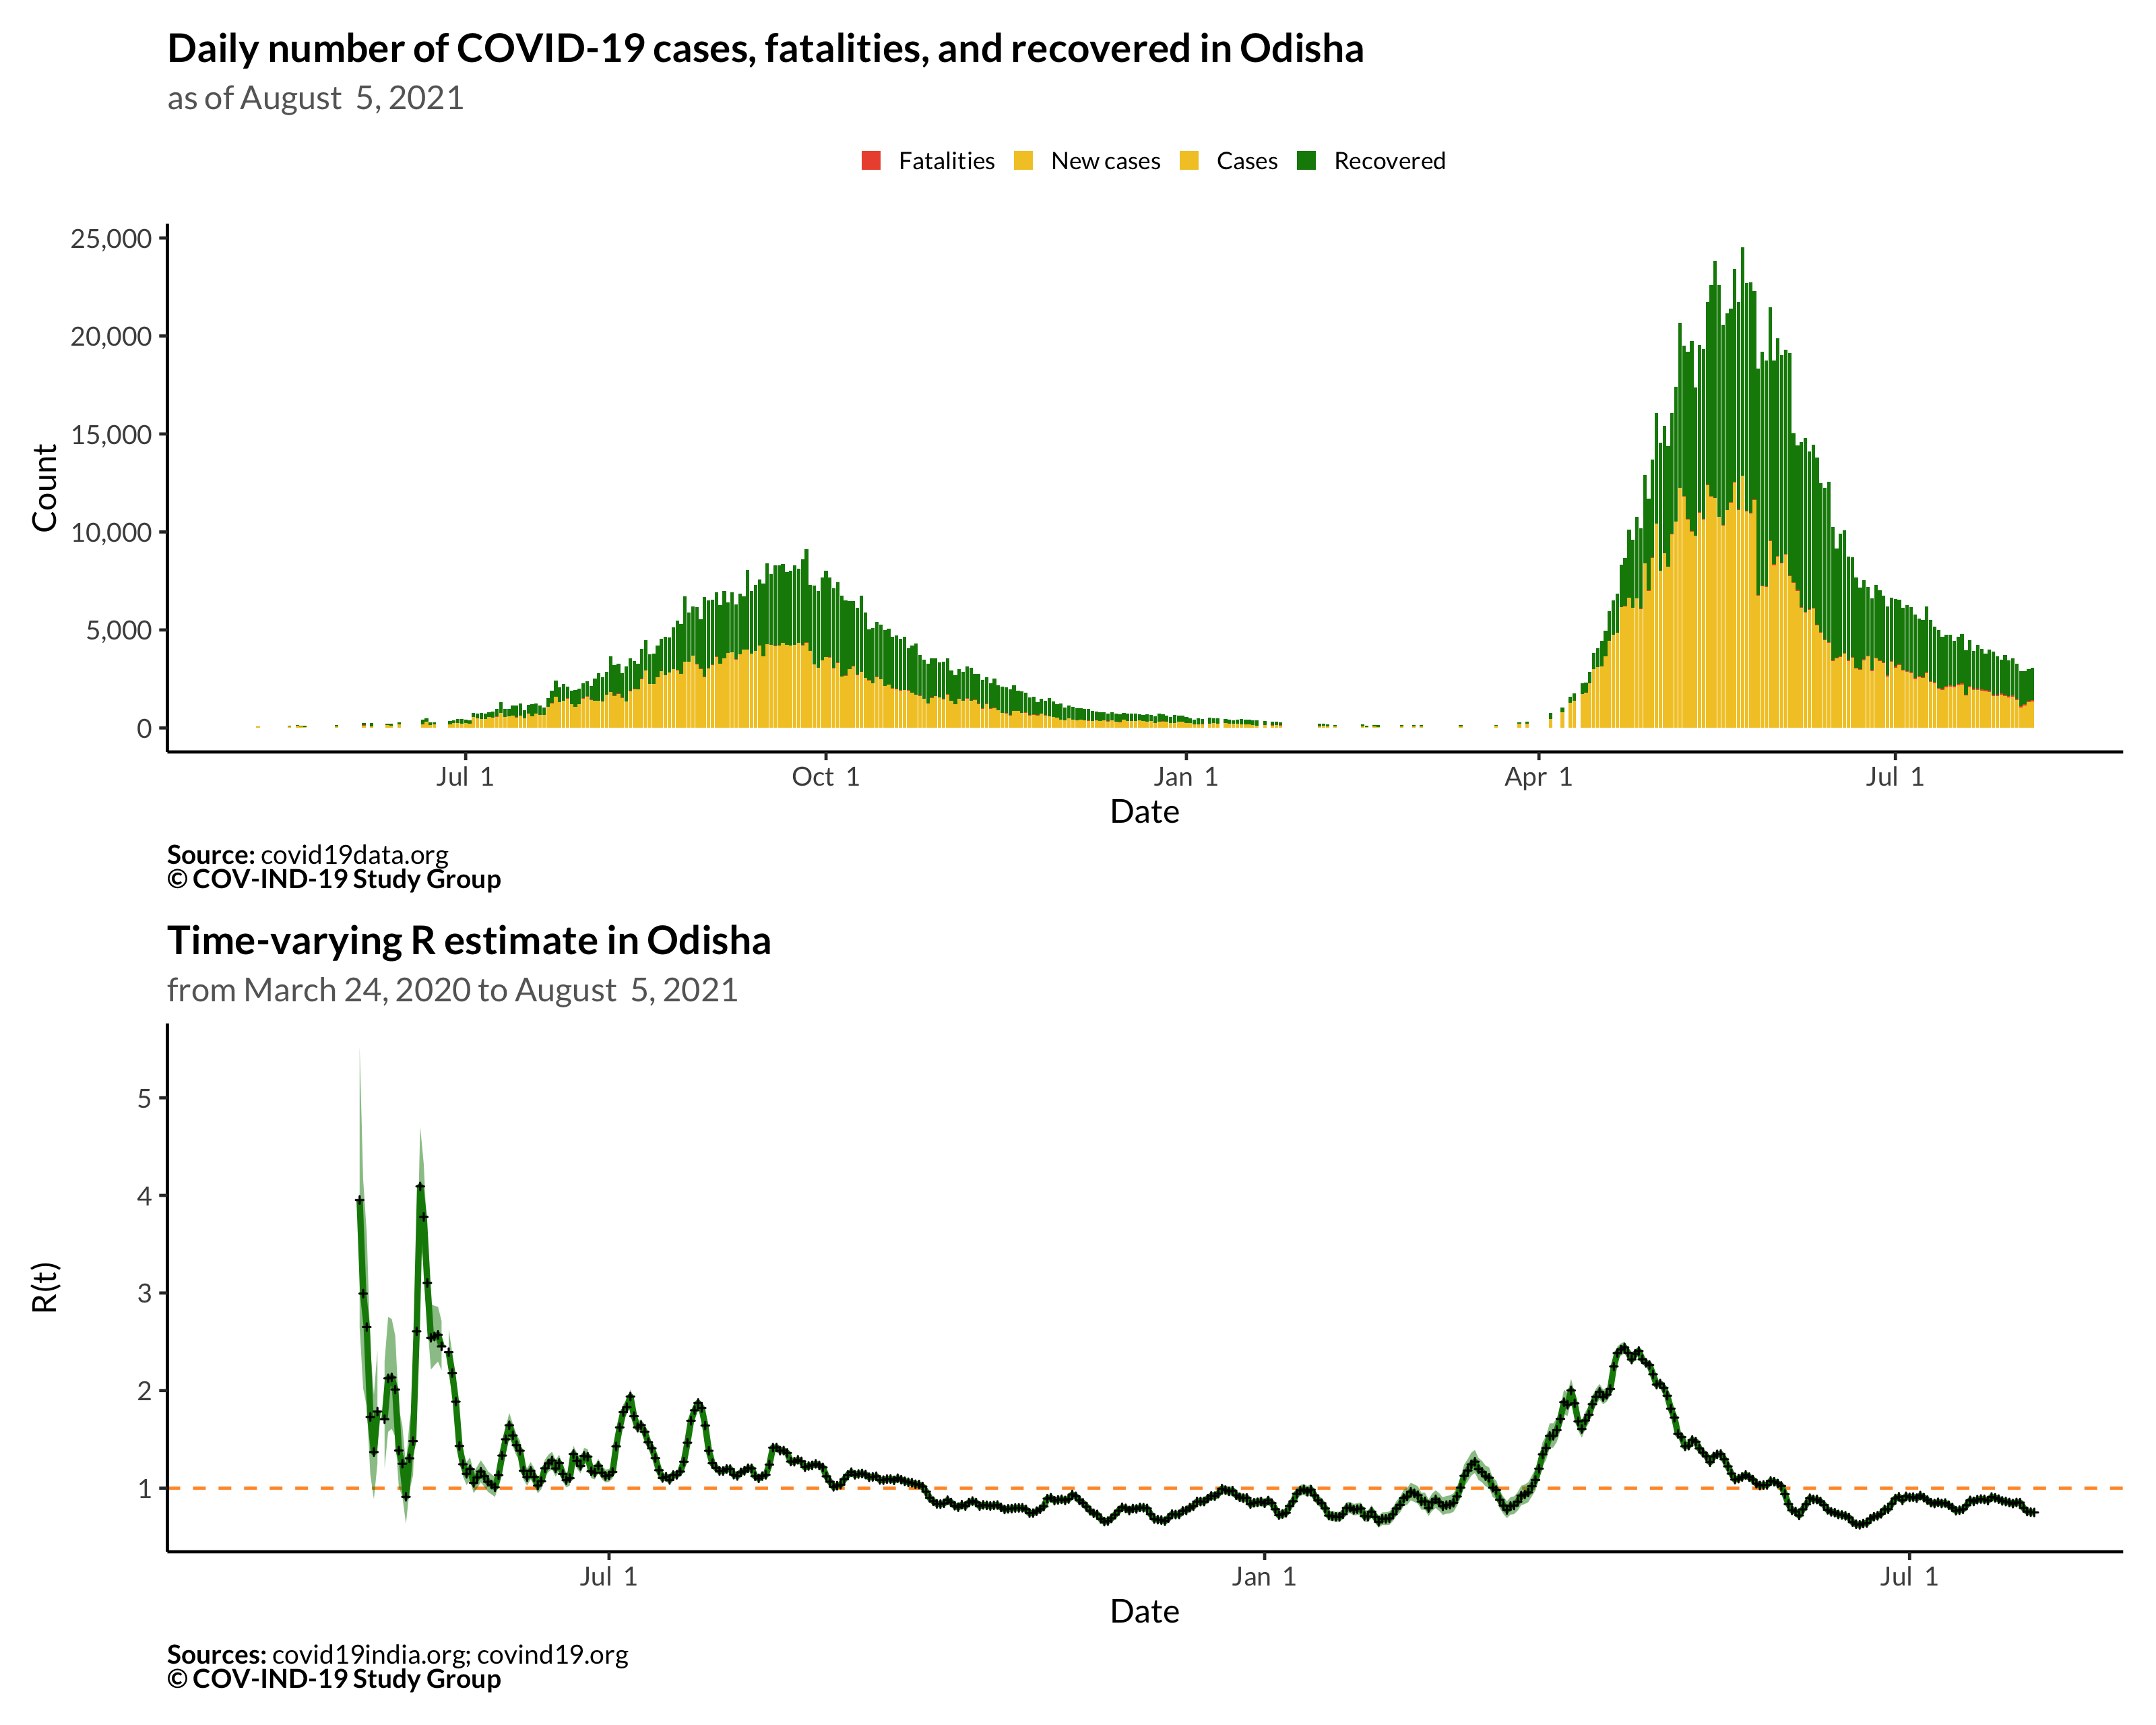 Daily number of COVID-19 cases, fatalities, and recovered in Odisha
as of August  5, 2021
Fatalities New cases Cases Recovered
Count
25,000
20,000
15,000
10,000
5,000
0
Jul  1 Oct  1 Jan  1 Apr  1 Jul  1
Date
Source: covid19data.org
© COV-IND-19 Study Group
Time-varying R estimate in Odisha
from March 24, 2020 to August  5, 2021
R(t)
5
4
3
2
1
Jul  1 Jan  1 Jul  1
Date
Sources: covid19india.org; covind19.org
© COV-IND-19 Study Group